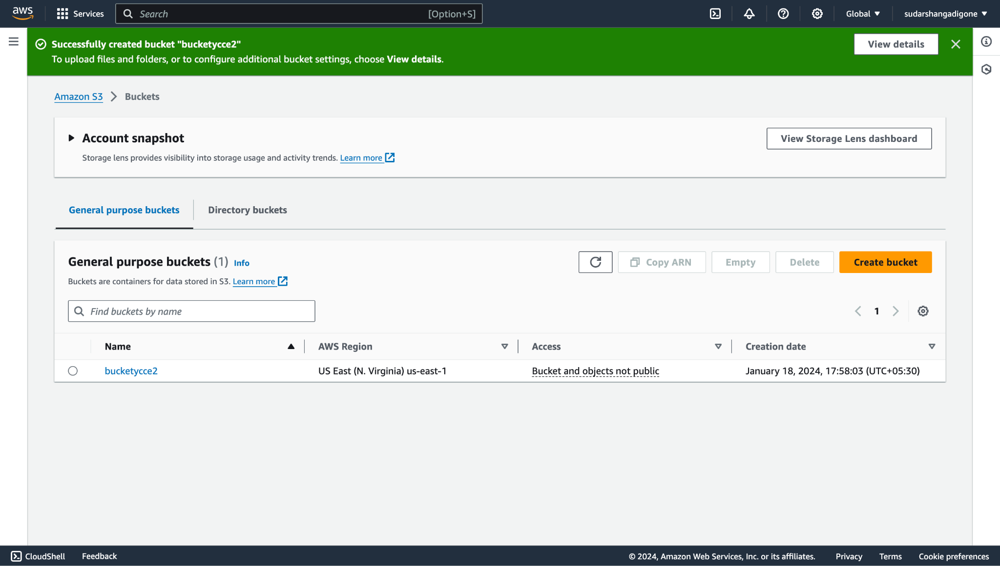 aws Services Search [Option+S] Global sudarshangadigone
Successfully created bucket "bucketycce2" View details
To upload files and folders, or to configure additional bucket settings, choose View details.
Amazon S3 Buckets
Account snapshot View Storage Lens dashboard
Storage lens provides visibility into storage usage and activity trends. Learn more
General purpose buckets Directory buckets
General purpose buckets (1) Info Copy ARN Empty Delete Create bucket
Buckets are containers for data stored in S3. Learn more
Find buckets by name 1
Name AWS Region Access Creation date
bucketycce2 US East (N. Virginia) us-east-1 Bucket and objects not public January 18, 2024, 17:58:03 (UTC+05:30)
CloudShell Feedback © 2024, Amazon Web Services, Inc. or its affiliates. Privacy Terms Cookie preferences